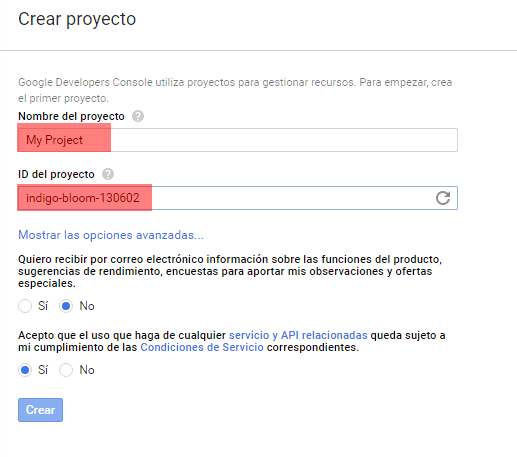 Crear proyecto
Google Developers Console utiliza proyectos para gestionar recursos. Para empezar, crea
el primer proyecto.
Nombre del proyecto ?
My Project
ID del proyecto ?
indigo-bloom-130602
Mostrar las opciones avanzadas...
Quiero recibir por correo electrónico información sobre las funciones del producto,
sugerencias de rendimiento, encuestas para aportar mis observaciones y ofertas
especiales.
Sí No
Acepto que el uso que haga de cualquier servicio y API relacionadas queda sujeto a
mi cumplimiento de las Condiciones de Servicio correspondientes.
Sí No
Crear